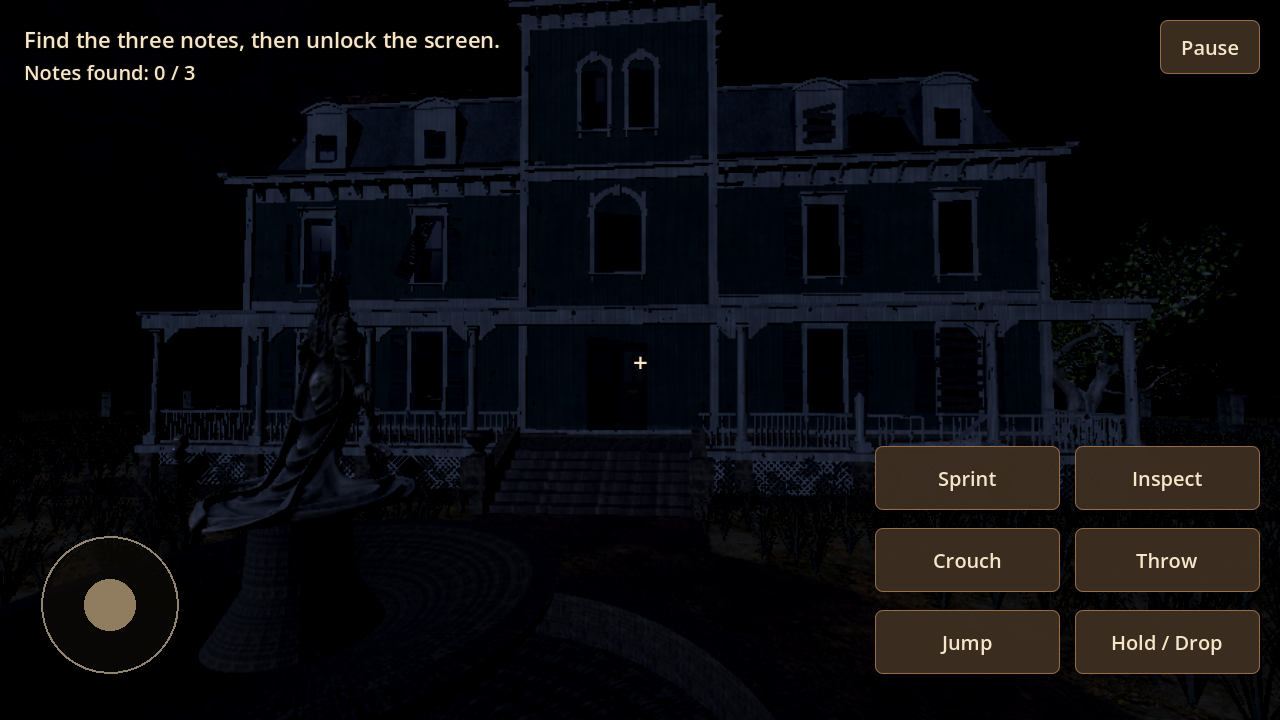 Find the three notes, then unlock the screen.
Notes found: 0 / 3
Pause
Sprint
Inspect
Crouch
Throw
Jump
Hold / Drop